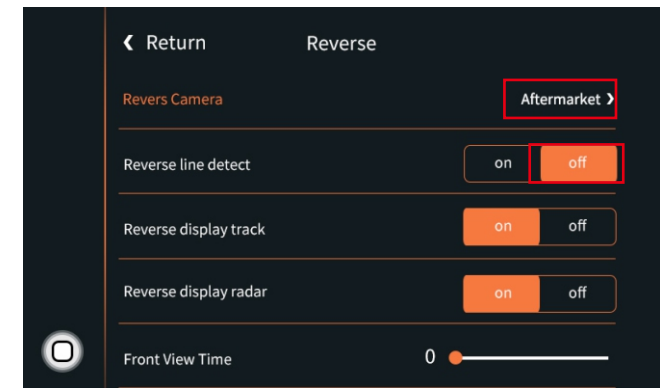 ❮ Return Reverse
Revers Camera Aftermarket ❯
Reverse line detect on off
Reverse display track on off
Reverse display radar on off
Front View Time 0